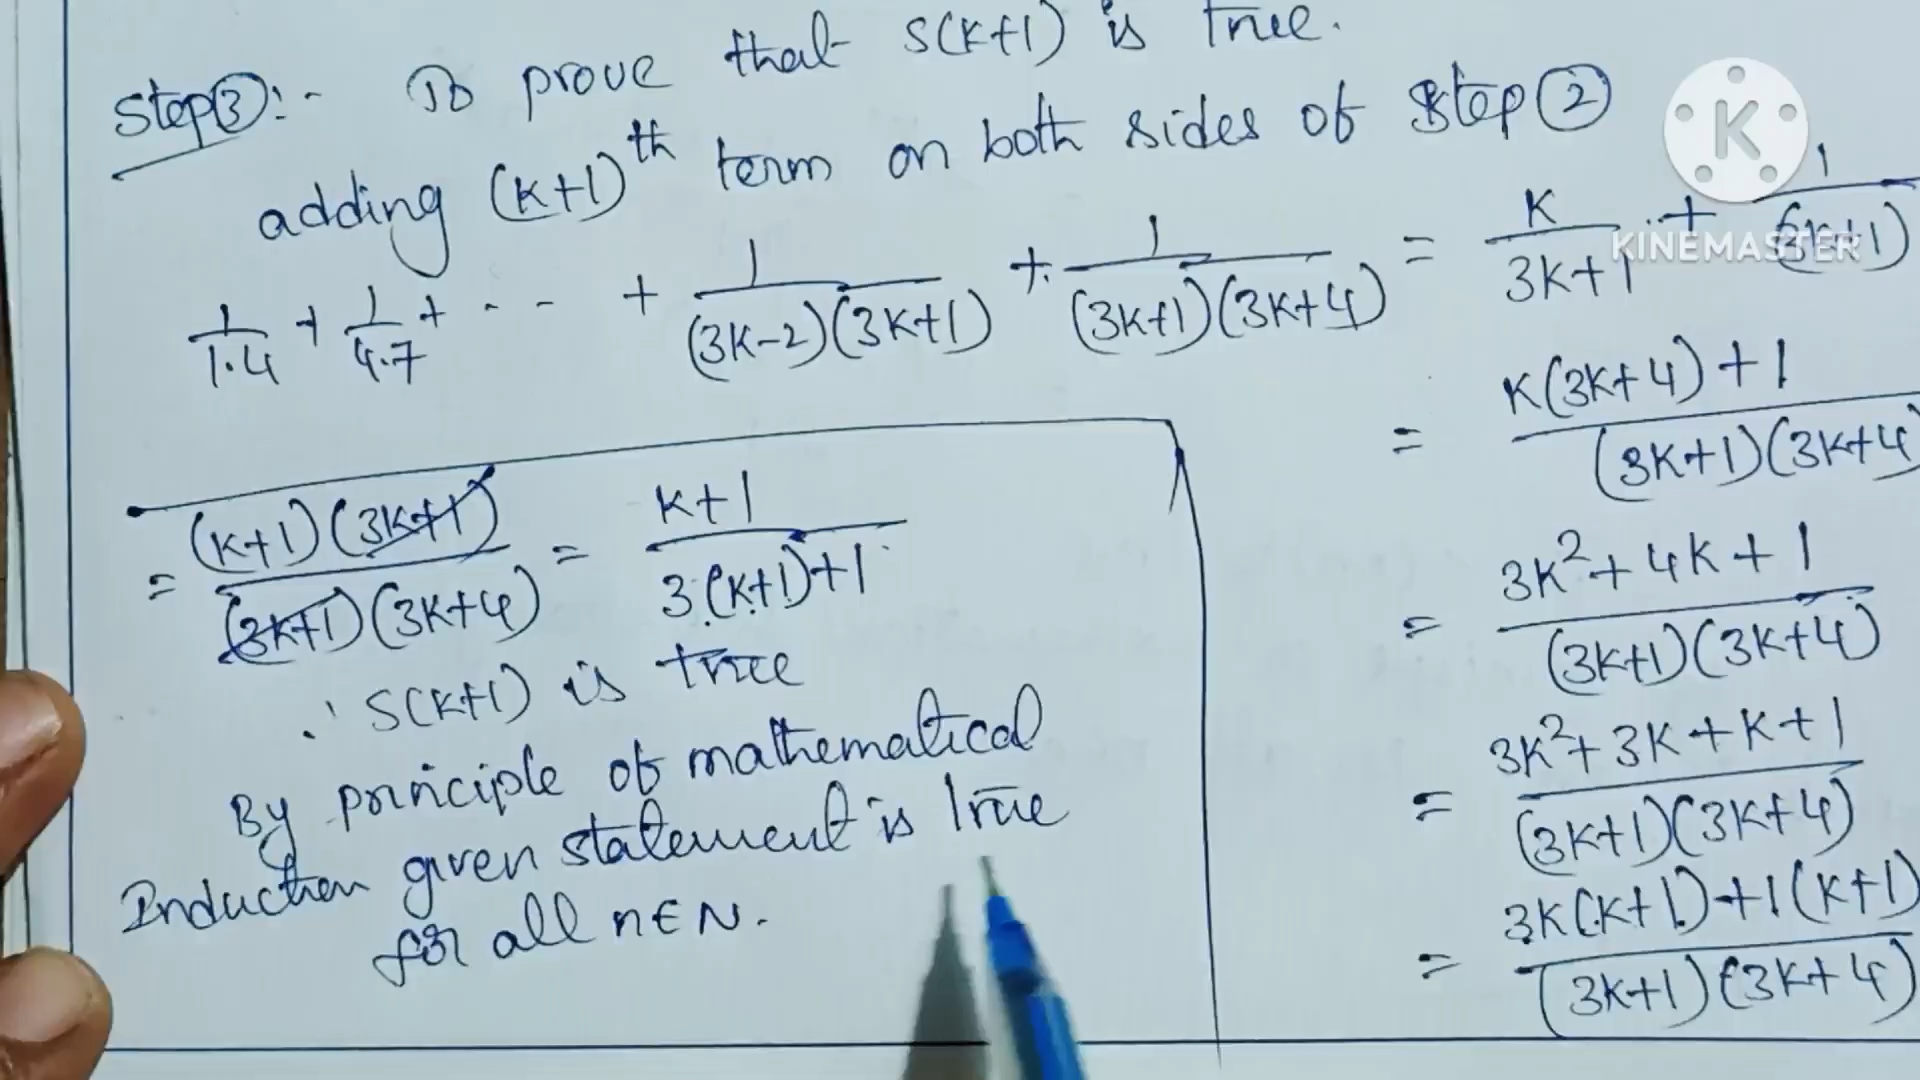 Step③:- To prove that S(K+1) is true.
adding (K+1)th term on both sides of Step ②
1/1.4 + 1/4.7 + - - - + 1/(3K-2)(3K+1) + 1/(3K+1)(3K+4) = K/3K+1 + 1/(3K+1)
= K(3K+4)+1/(3K+1)(3K+4
= 3K²+4K+1/(3K+1)(3K+4)
= 3K²+3K+K+1/(3K+1)(3K+4)
= 3K(K+1)+1(K+1)/(3K+1)(3K+4)
= (K+1)(3K+1)/(3K+1)(3K+4) = K+1/3.(K+1)+1
∴ S(K+1) is true
By principle of mathematical
Induction given statement is true
for all n∈N.
K
KINEMASTER